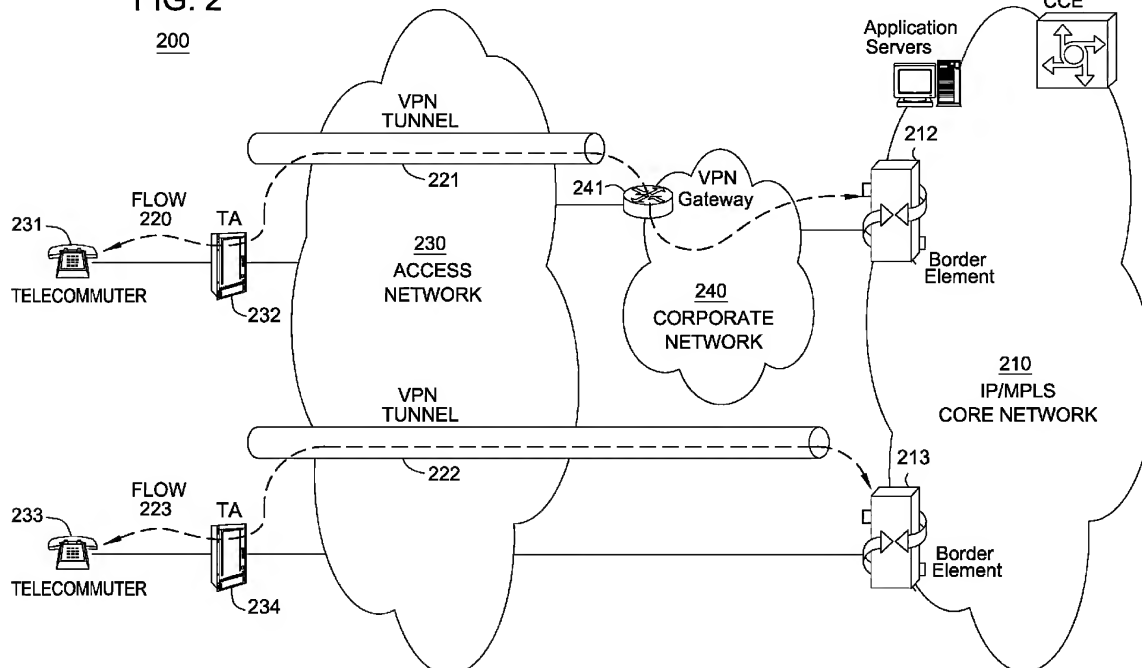 FIG. 2
200
CCE
Application
Servers
VPN
TUNNEL
221
212
241
VPN
Gateway
FLOW
220
TA
231
TELECOMMUTER
232
230
ACCESS
NETWORK
240
CORPORATE
NETWORK
Border
Element
210
IP/MPLS
CORE NETWORK
VPN
TUNNEL
222
213
FLOW
223
TA
233
TELECOMMUTER
234
Border
Element